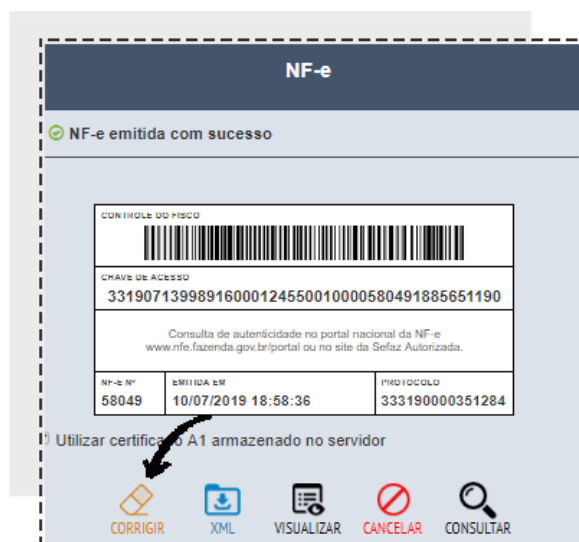 NF-e
NF-e emitida com sucesso
CONTROLE DO FISCO
CHAVE DE ACESSO
33190713998916000124550010000580491885651190
Consulta de autenticidade no portal nacional da NF-e
www.nfe.fazenda.gov.br/portal ou no site da Sefaz Autorizada.
NF-E Nº EMITIDA EM PROTOCOLO
58049 10/07/2019 18:58:36 333190000351284
Utilizar certificado A1 armazenado no servidor
CORRIGIR XML VISUALIZAR CANCELAR CONSULTAR